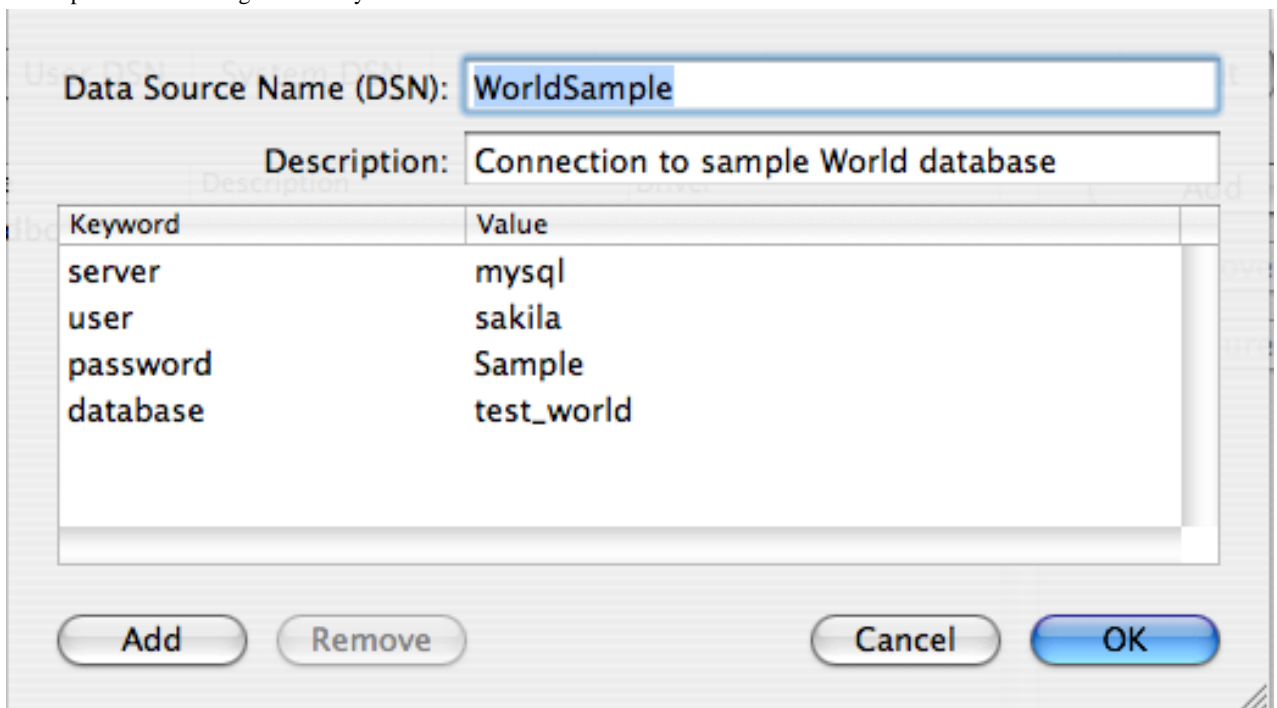 Data Source Name (DSN): WorldSample
Description: Connection to sample World database
Keyword Value
server mysql
user sakila
password Sample
database test_world
Add Remove Cancel OK